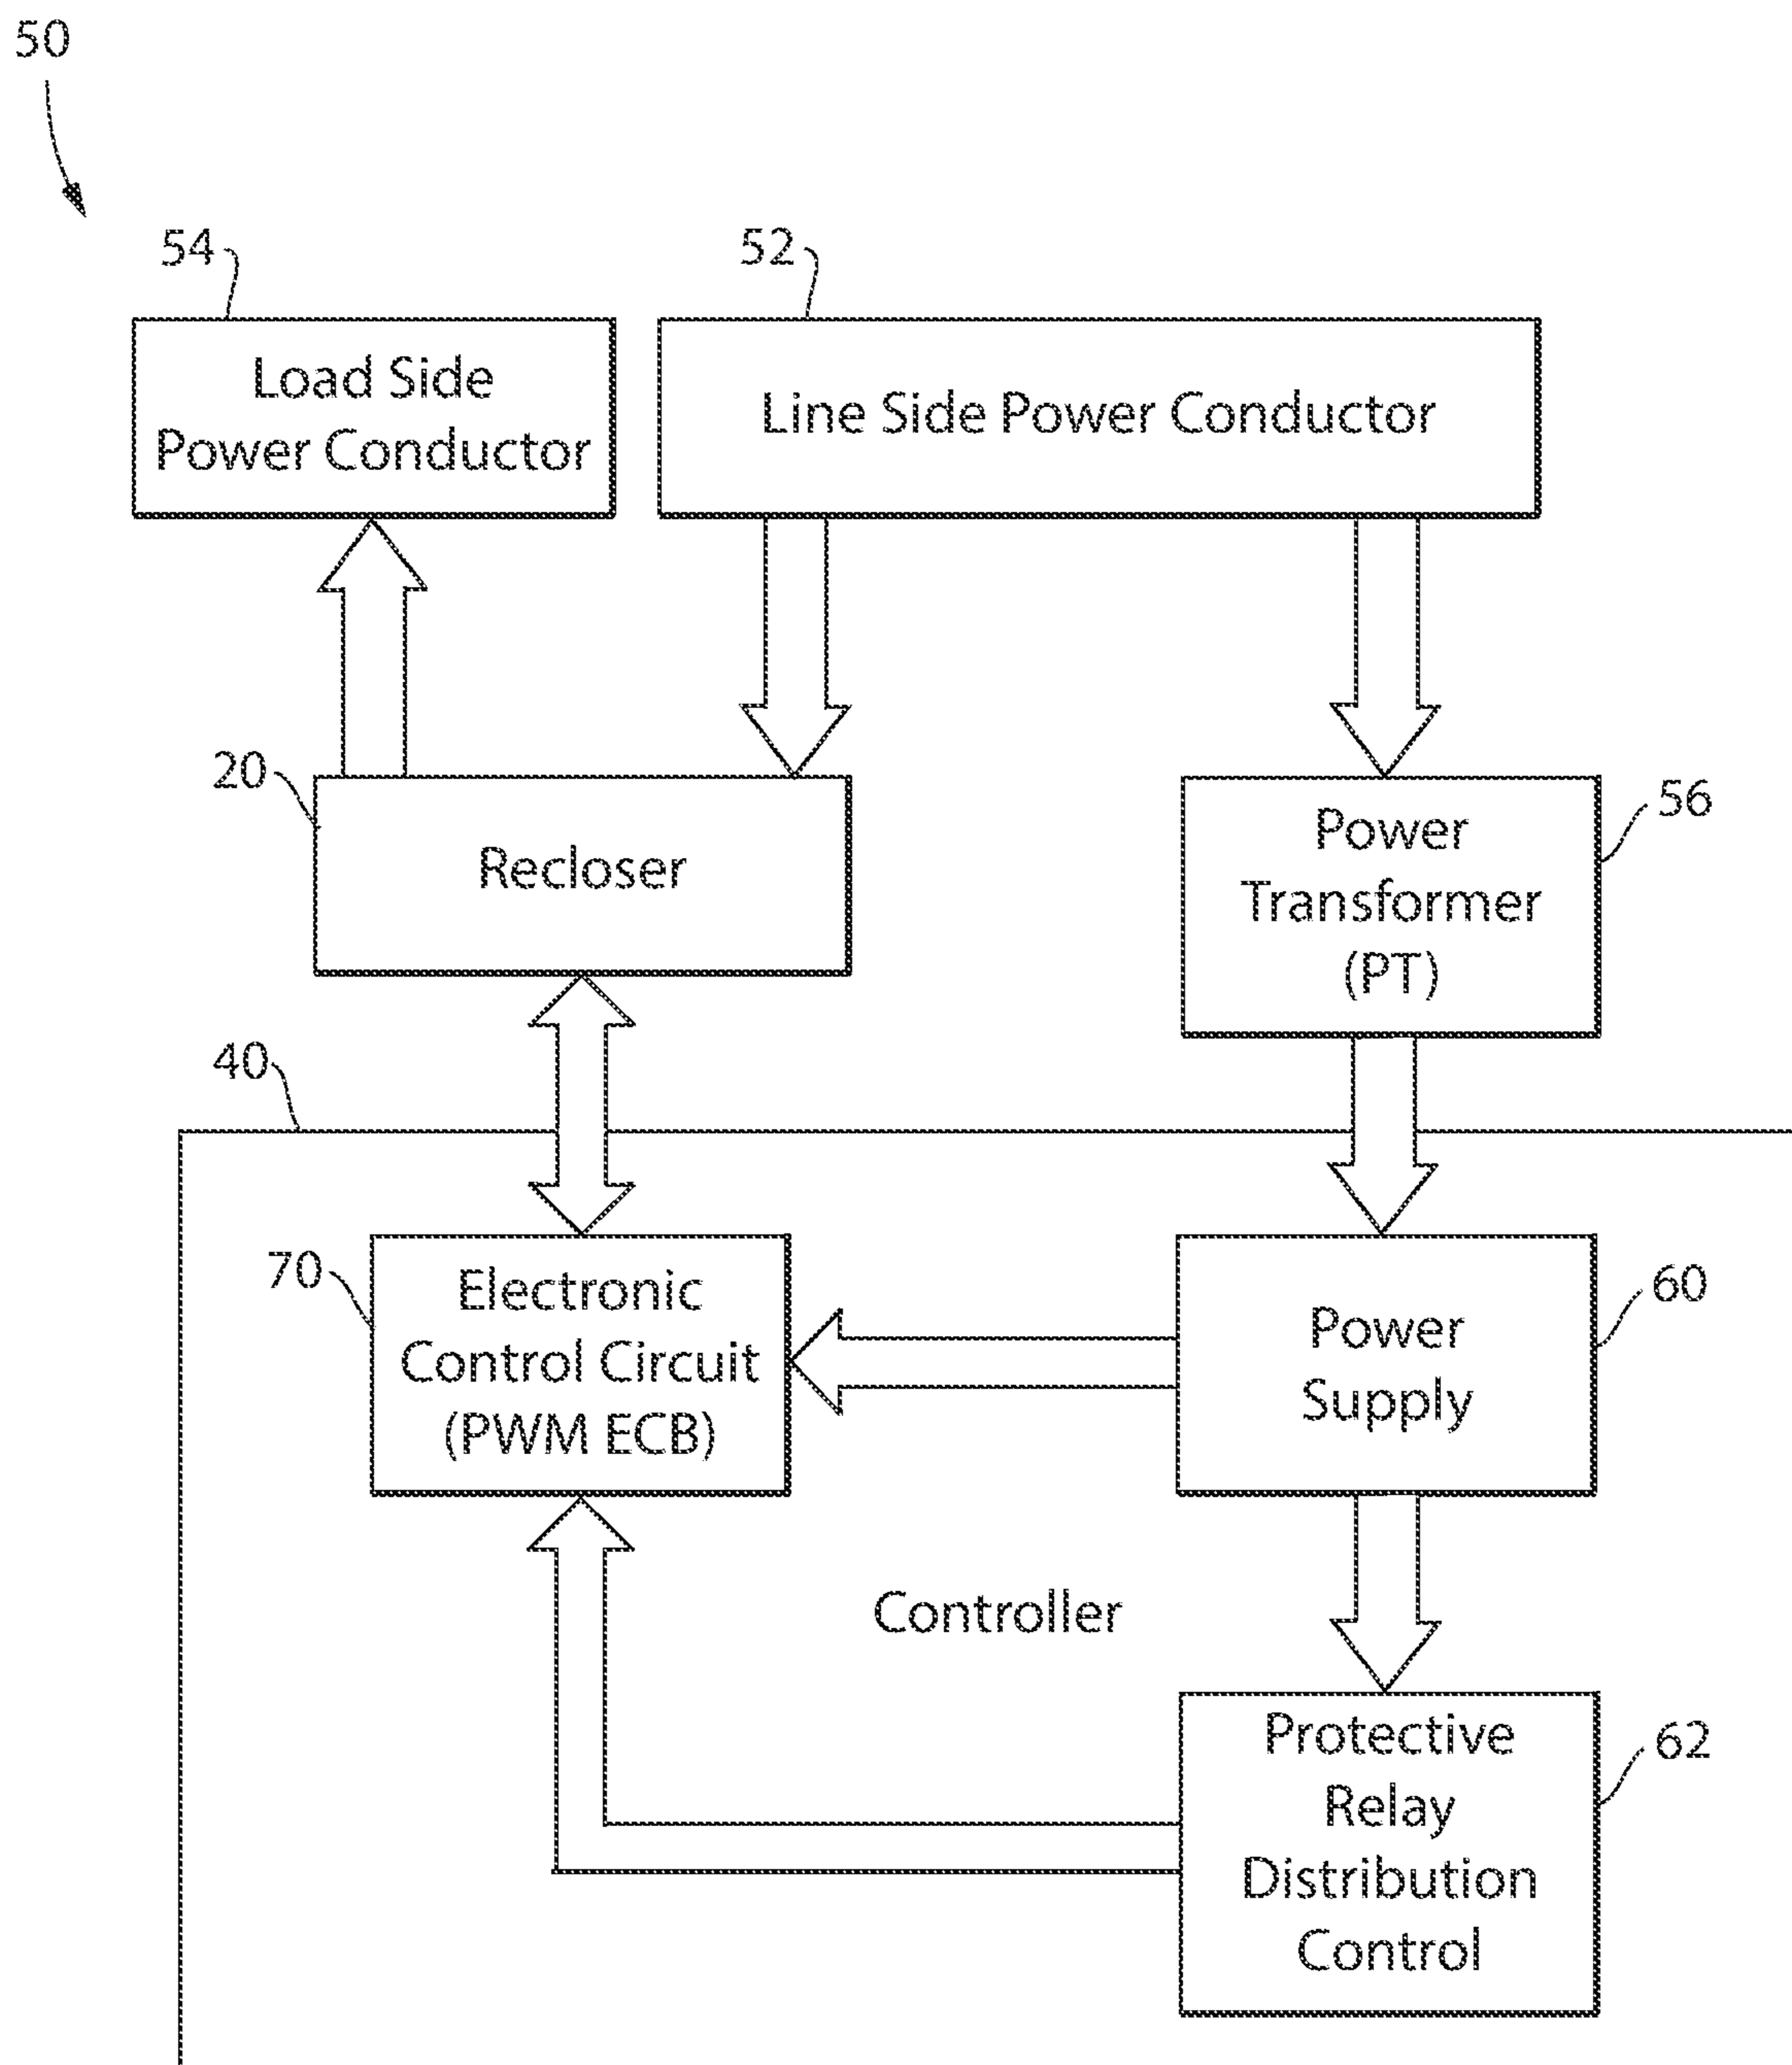 50
54
52
Load Side
Power Conductor
Line Side Power Conductor
20
Recloser
56
Power
Transformer
(PT)
40
70
Electronic
Control Circuit
(PWM ECB)
60
Power
Supply
Controller
62
Protective
Relay
Distribution
Control